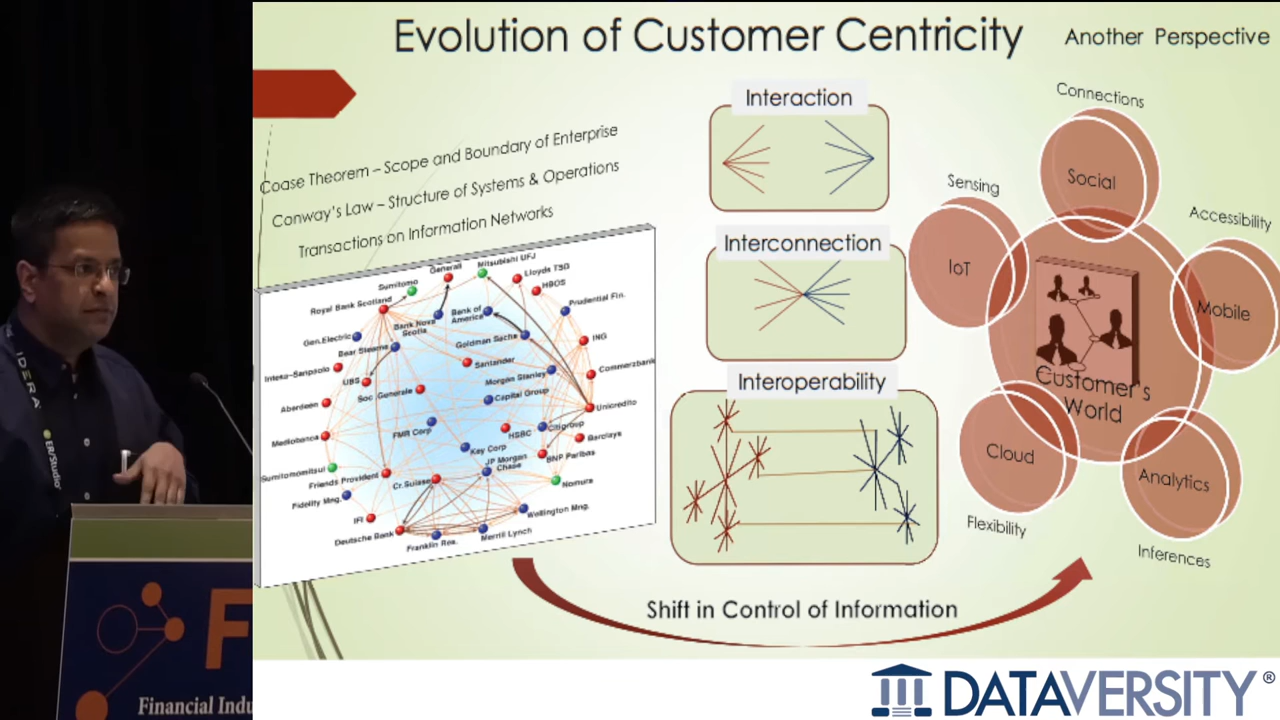 Evolution of Customer Centricity
Another Perspective
Coase Theorem – Scope and Boundary of Enterprise
Conway's Law – Structure of Systems & Operations
Transactions on Information Networks
Generali
Mitsubishi UFJ
Sumitomo
Lloyds TSG
HBOS
Royal Bank Scotland
Prudential Fin.
Bank Nova
Scotia
Bank of
America
Gen.Electric
Bear Stearns
Goldman Sachs
ING
Inteso-Sanpaolo
Santander
Commerzbank
UBS
Morgan Stanley
Soc. Generale
Capital Group
Aberdeen
Unicredito
FMR Corp
HSBC
Citigroup
Mediobanca
Barclays
Key Corp
BNP Paribas
Sumitomomitsui
JP Morgan
Chase
Friends Provident
Cr.Suisse
Nomura
Fidelity Mng.
Wellington Mng.
IFI
Deutsche Bank
Merrill Lynch
Franklin Res.
Interaction
Interconnection
Interoperability
Connections
Social
Sensing
IoT
Accessibility
Mobile
Customer's
World
Cloud
Flexibility
Analytics
Inferences
Shift in Control of Information
IDERA
ER/Studio
F
Financial Indu
DATAVERSITY®